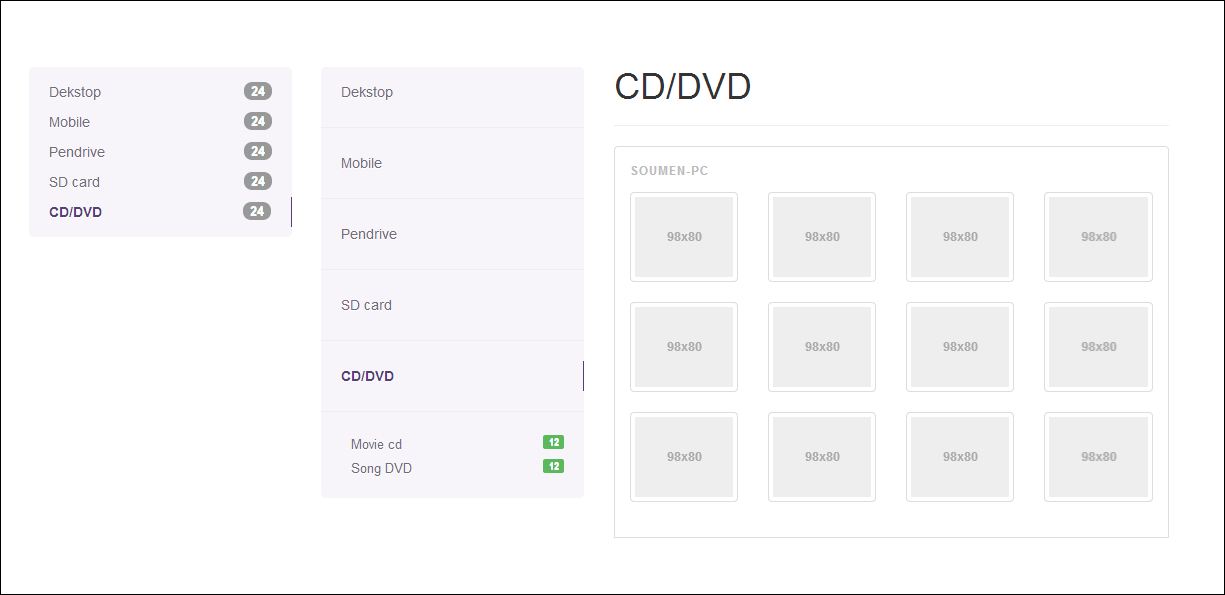 Dekstop 24
Mobile 24
Pendrive 24
SD card 24
CD/DVD 24
Dekstop
Mobile
Pendrive
SD card
CD/DVD
Movie cd 12
Song DVD 12
CD/DVD
SOUMEN-PC
98x80 98x80 98x80 98x80
98x80 98x80 98x80 98x80
98x80 98x80 98x80 98x80